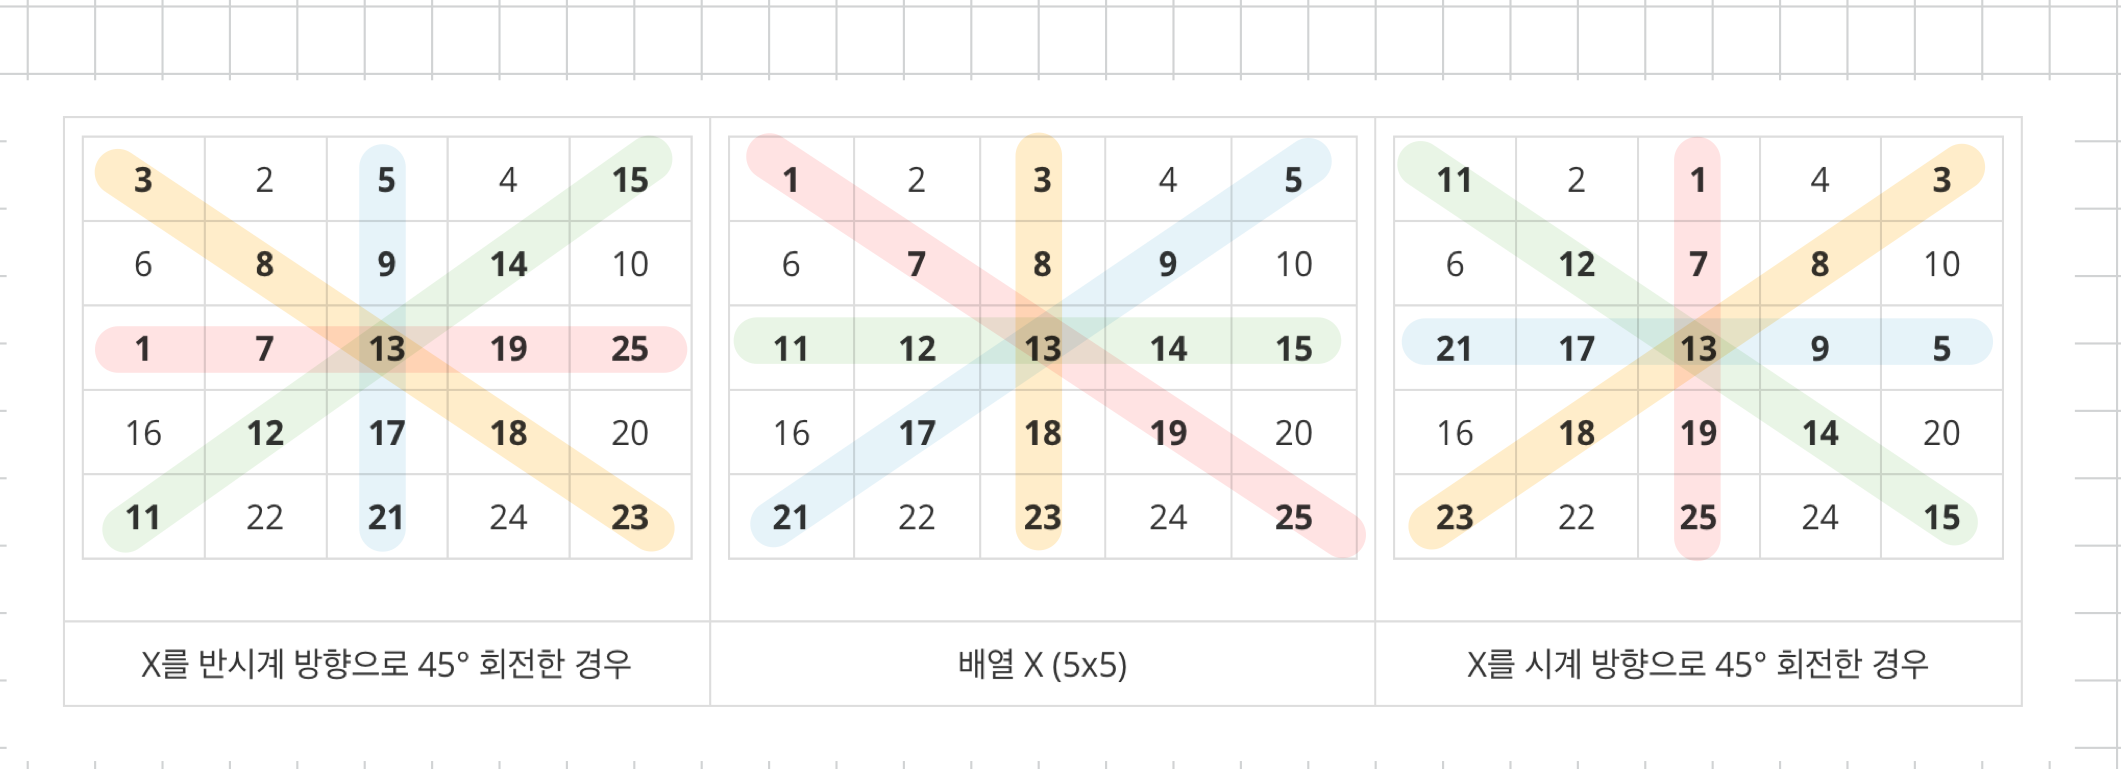 3 2 5 4 15
6 8 9 14 10
1 7 13 19 25
16 12 17 18 20
11 22 21 24 23
X를 반시계 방향으로 45° 회전한 경우
1 2 3 4 5
6 7 8 9 10
11 12 13 14 15
16 17 18 19 20
21 22 23 24 25
배열 X (5x5)
11 2 1 4 3
6 12 7 8 10
21 17 13 9 5
16 18 19 14 20
23 22 25 24 15
X를 시계 방향으로 45° 회전한 경우